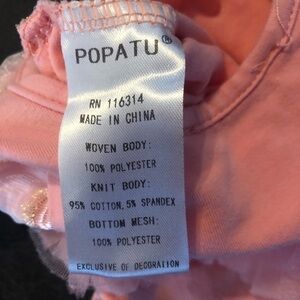 POPATU®
RN 116314
MADE IN CHINA
WOVEN BODY:
100% POLYESTER
KNIT BODY:
95% COTTON, 5% SPANDEX
BOTTOM MESH:
100% POLYESTER
EXCLUSIVE OF DECORATION